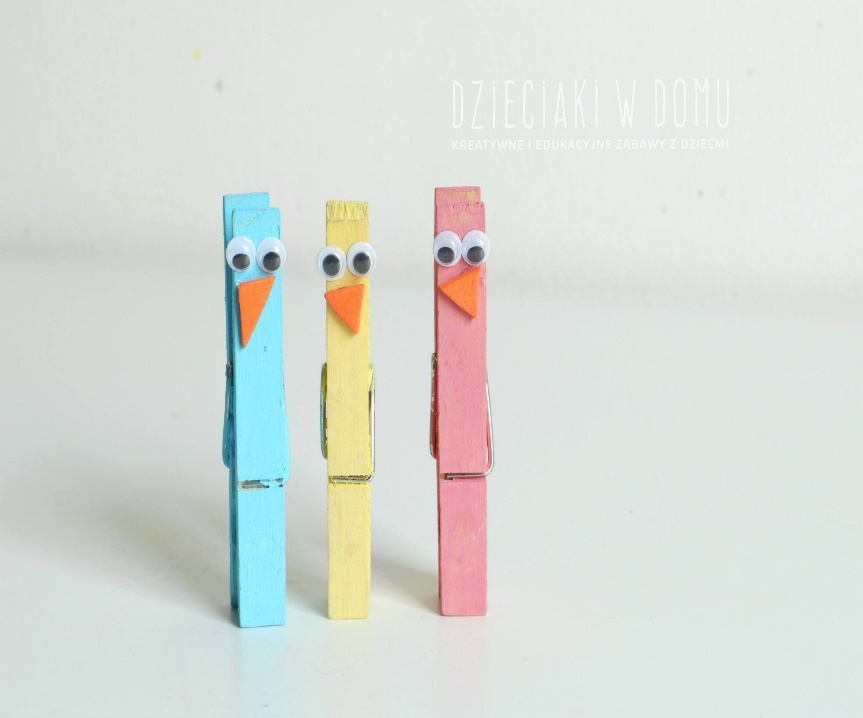 DZiECiAKi W DOMU
KREATYWNE I EDUKACYJNE ZABAWY Z DZIEĆMI